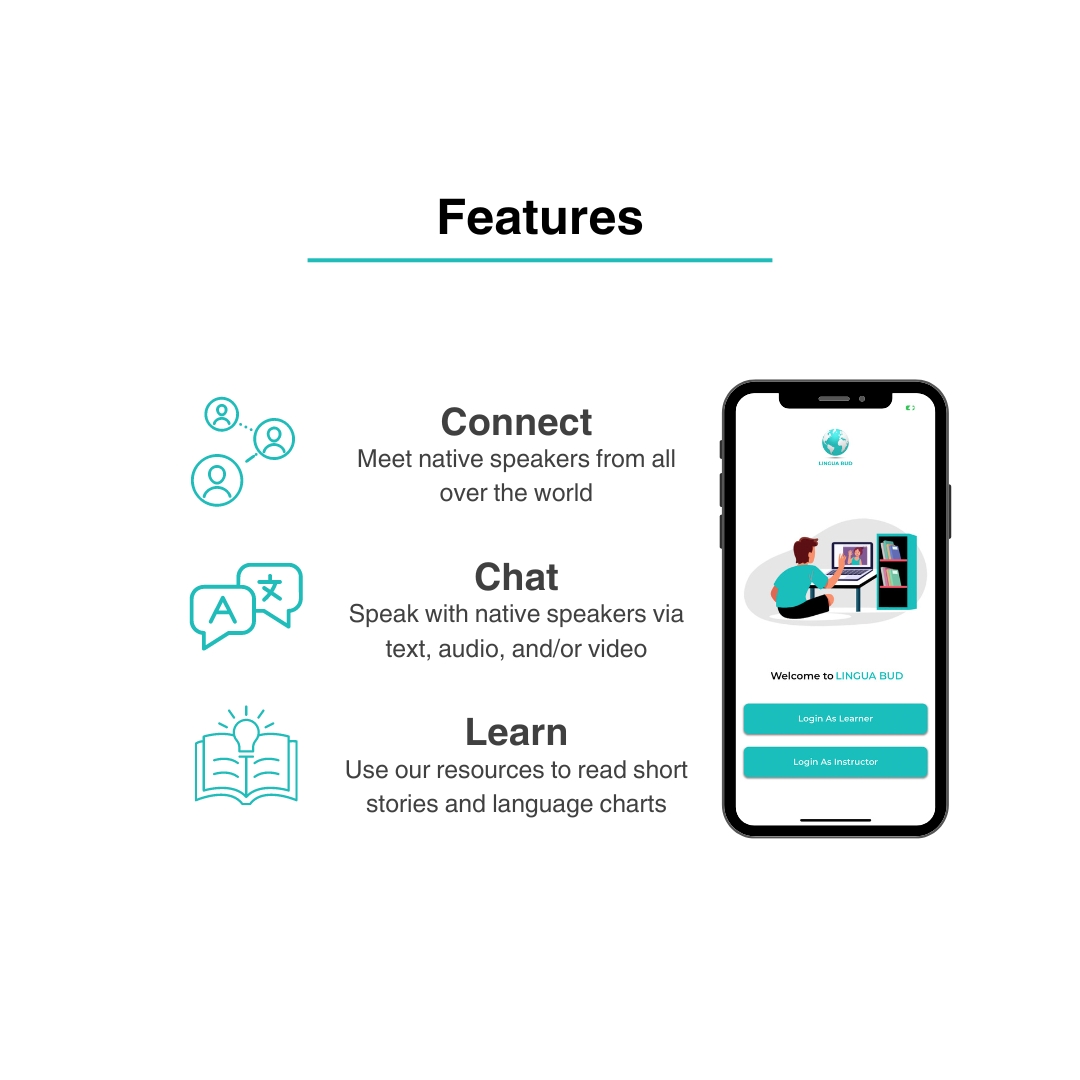 Features
Connect
Meet native speakers from all
over the world
A 文
Chat
Speak with native speakers via
text, audio, and/or video
Learn
Use our resources to read short
stories and language charts
LINGUA BUD
Welcome to LINGUA BUD
Login As Learner
Login As Instructor